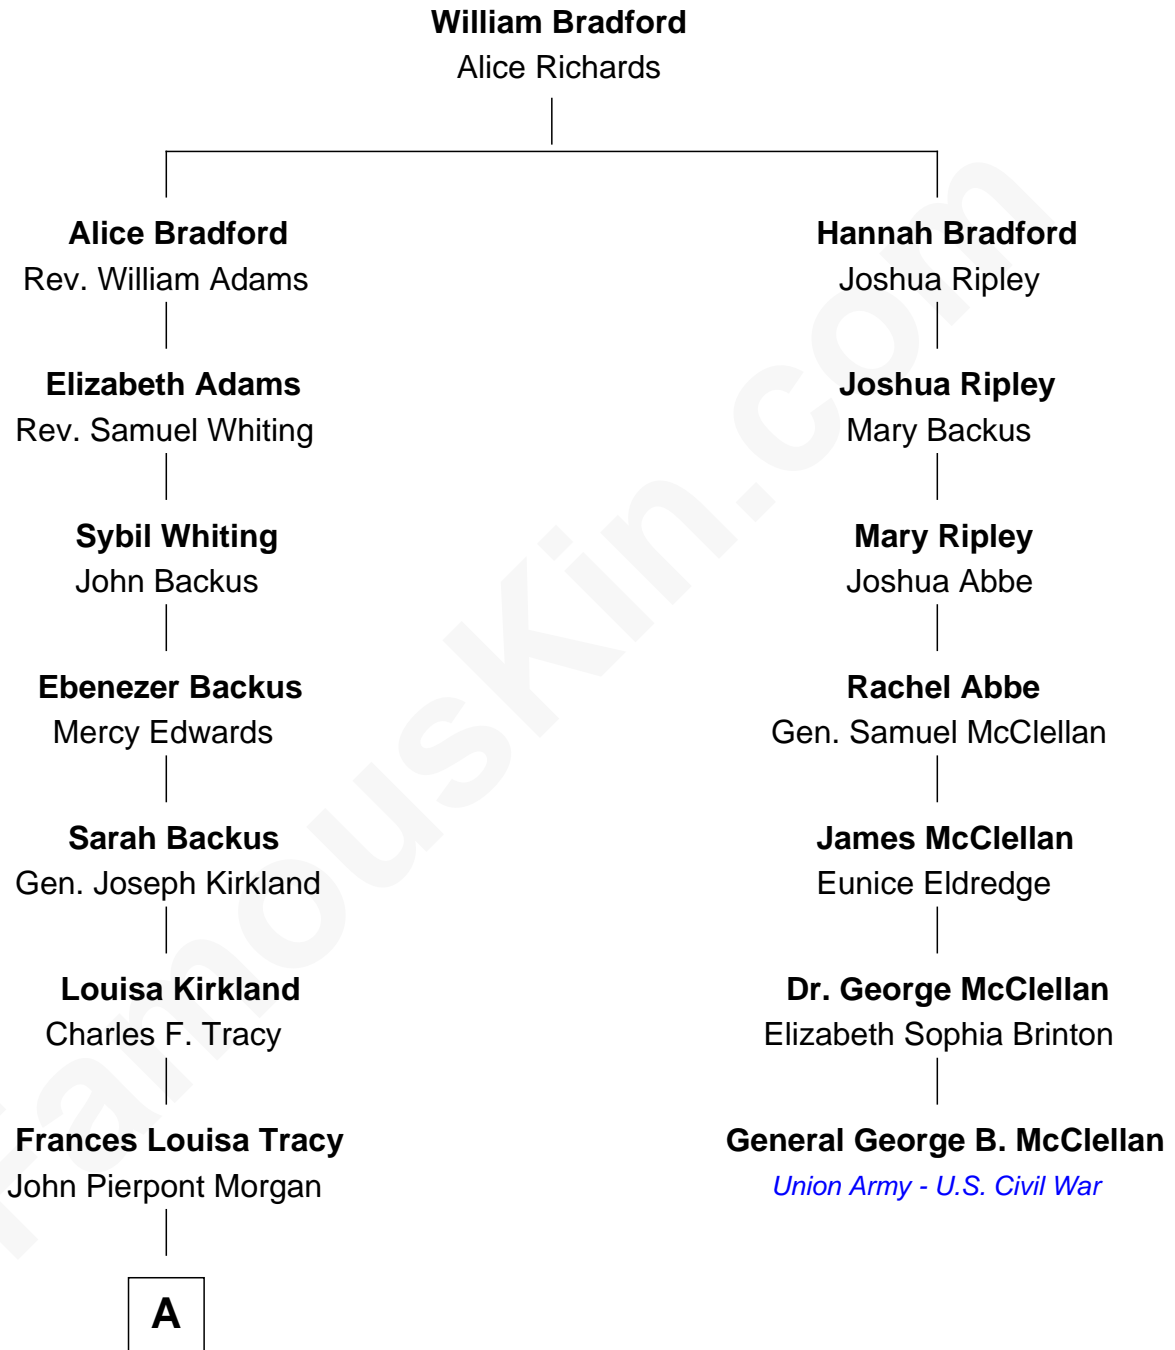 William Bradford
Alice Richards
Alice Bradford
Rev. William Adams
Hannah Bradford
Joshua Ripley
Elizabeth Adams
Rev. Samuel Whiting
Joshua Ripley
Mary Backus
Sybil Whiting
John Backus
Mary Ripley
Joshua Abbe
Ebenezer Backus
Mercy Edwards
Rachel Abbe
Gen. Samuel McClellan
Sarah Backus
Gen. Joseph Kirkland
James McClellan
Eunice Eldredge
Louisa Kirkland
Charles F. Tracy
Dr. George McClellan
Elizabeth Sophia Brinton
Frances Louisa Tracy
John Pierpont Morgan
General George B. McClellan
Union Army - U.S. Civil War
A
FamousKin.com